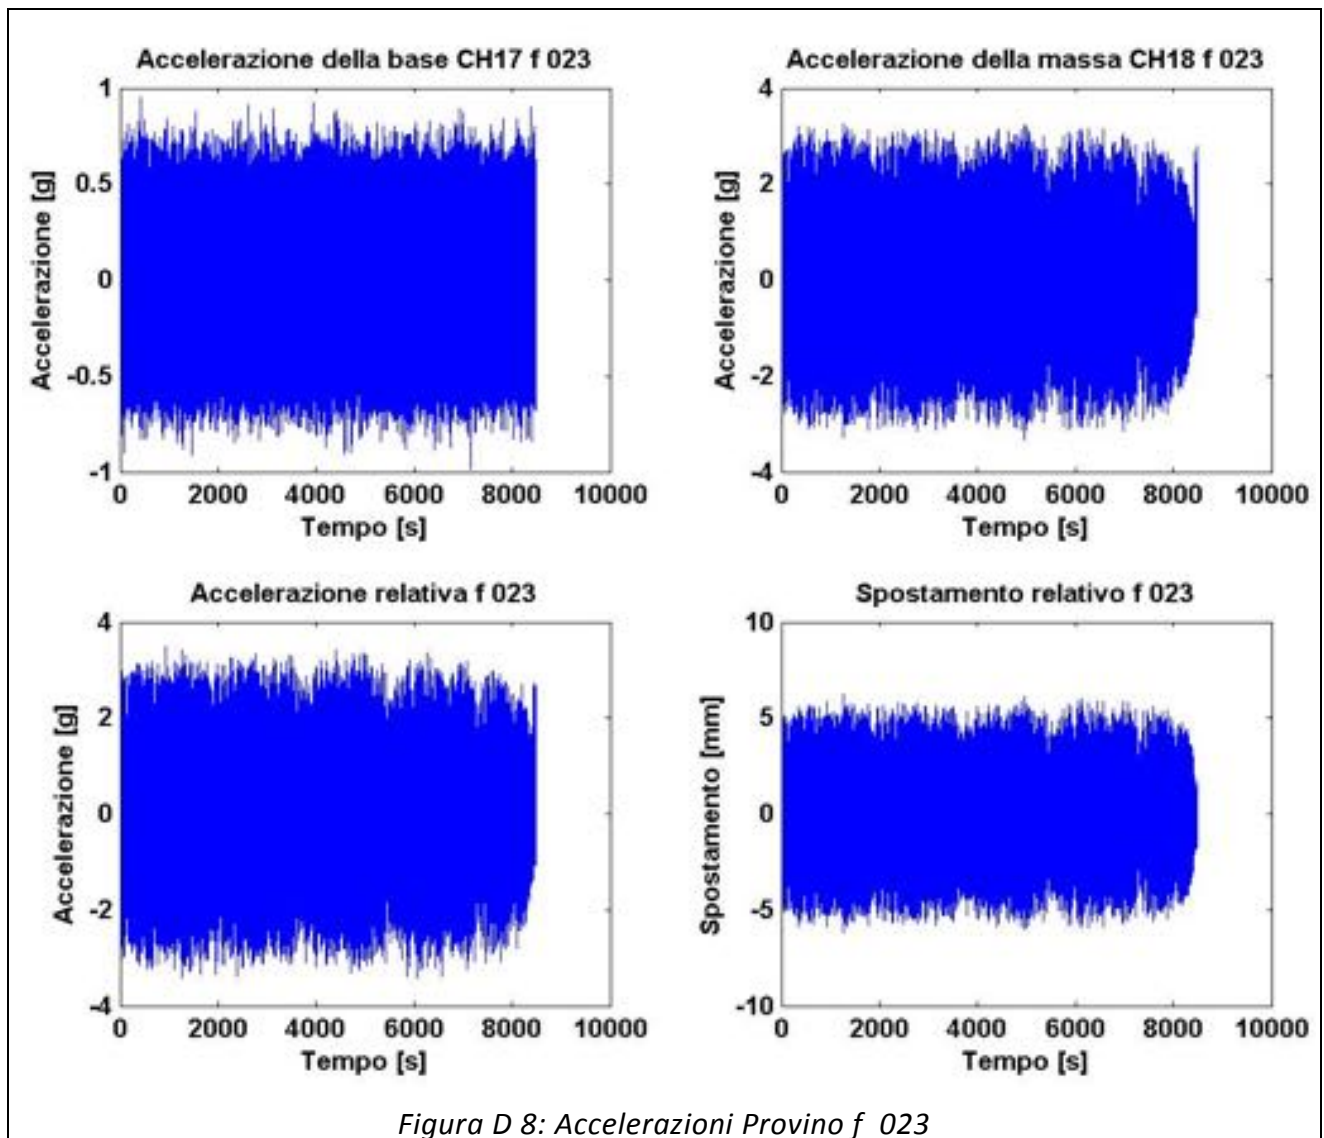 Accelerazione della base CH17 f 023
1
0.5
0
-0.5
-1
Accelerazione [g]
0 2000 4000 6000 8000 10000
Tempo [s]
Accelerazione della massa CH18 f 023
4
2
0
-2
-4
Accelerazione [g]
0 2000 4000 6000 8000 10000
Tempo [s]
Accelerazione relativa f 023
4
2
0
-2
-4
Accelerazione [g]
0 2000 4000 6000 8000 10000
Tempo [s]
Spostamento relativo f 023
10
5
0
-5
-10
Spostamento [mm]
0 2000 4000 6000 8000 10000
Tempo [s]
Figura D 8: Accelerazioni Provino f 023